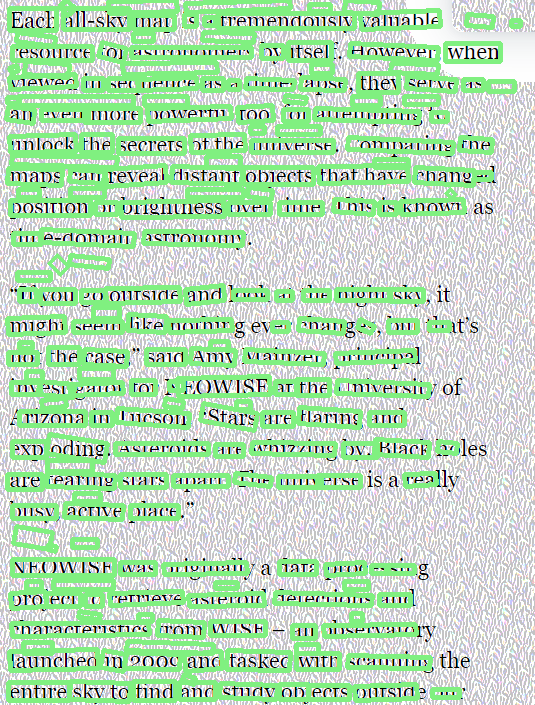 Each all-sky map is a tremendously valuable
resource for astronomers by itself. However, when
viewed in sequence as a time-lapse, they serve as
an even more powerful tool for attempting to
unlock the secrets of the universe. Comparing the
maps can reveal distant objects that have changed
position or brightness over time. This is known as
time-domain astronomy.
“If you go outside and look at the night sky, it
might seem like nothing ever changes, but that’s
not the case,” said Amy Mainzer, principal
investigator for NEOWISE at the University of
Arizona in Tucson. “Stars are flaring and
exploding. Asteroids are whizzing by. Black holes
are tearing stars apart. The universe is a really
busy, active place.”
NEOWISE was originally a data processing
project to retrieve asteroid detections and
characteristics from WISE – an observatory
launched in 2009 and tasked with scanning the
entire sky to find and study objects outside our